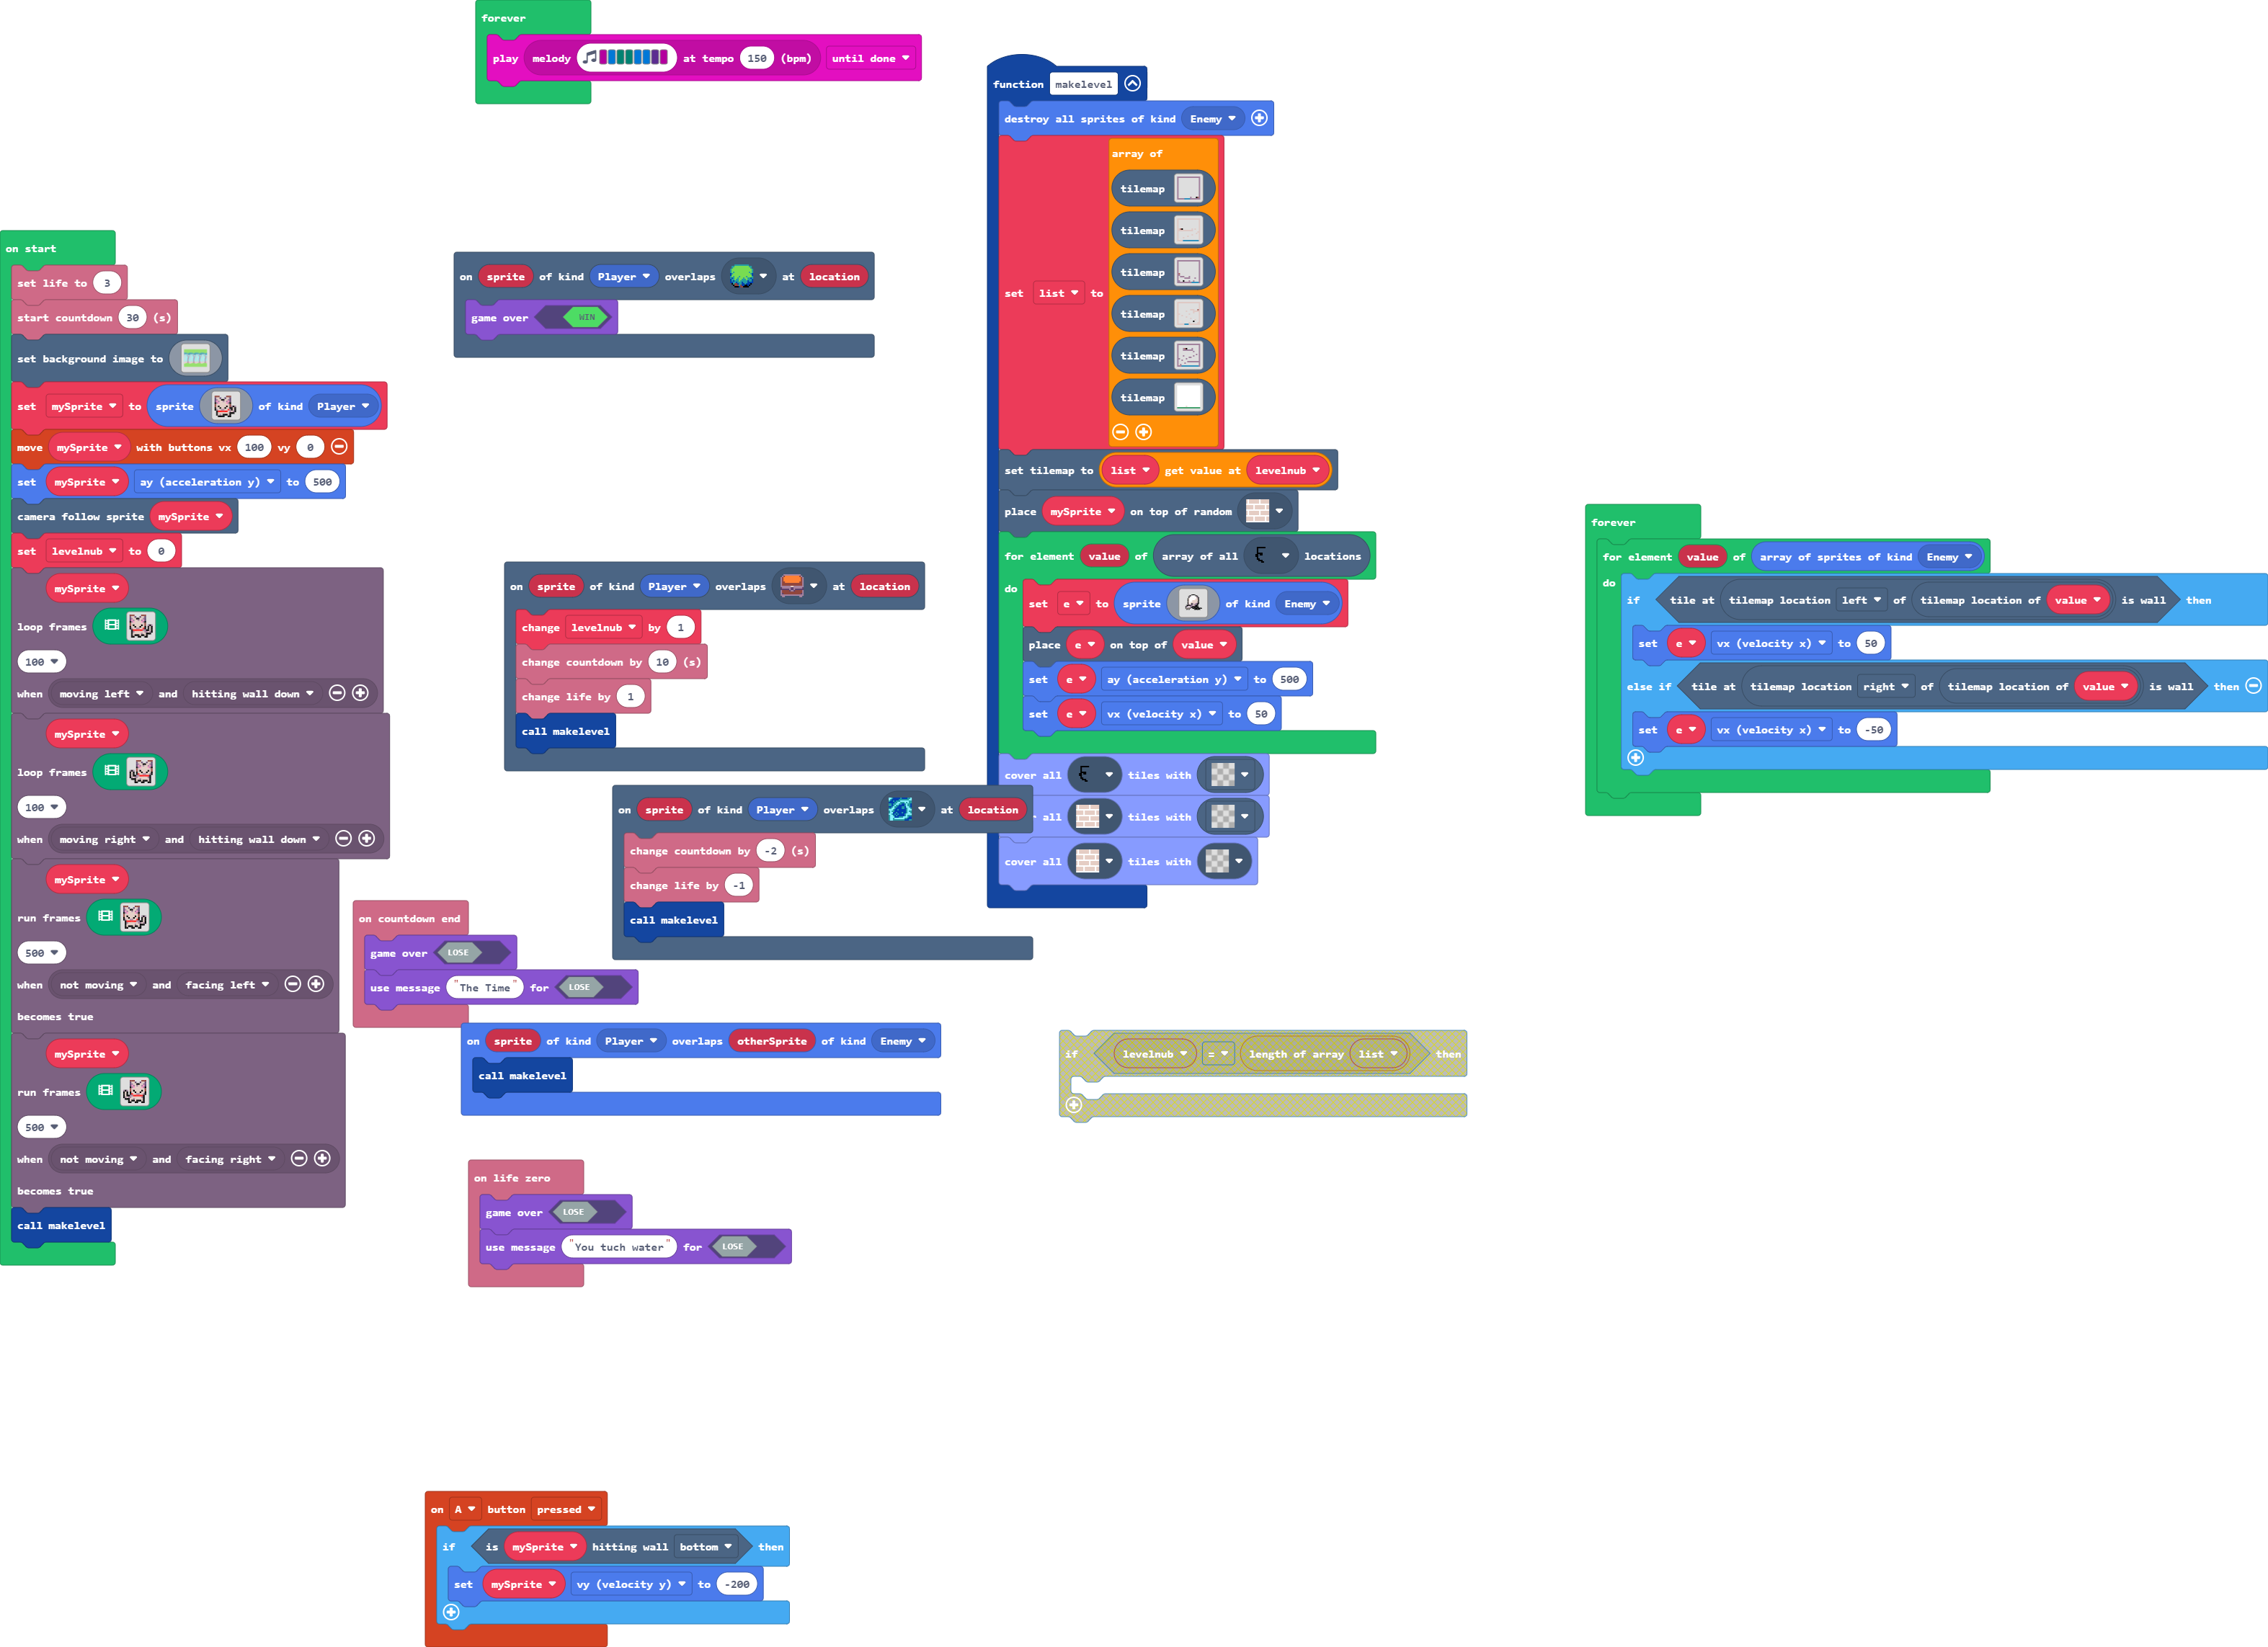 forever
play melody at tempo 150 (bpm) until done
on start
set life to 3
start countdown 30 (s)
set background image to
set mySprite to sprite of kind Player
move mySprite with buttons vx 100 vy 0
set mySprite ay (acceleration y) to 500
camera follow sprite mySprite
set levelnub to 0
mySprite
loop frames
100
when moving left and hitting wall down
mySprite
loop frames
100
when moving right and hitting wall down
mySprite
run frames
500
when not moving and facing left
becomes true
mySprite
run frames
500
when not moving and facing right
becomes true
call makelevel
on sprite of kind Player overlaps at location
game over WIN
on sprite of kind Player overlaps at location
change levelnub by 1
change countdown by 10 (s)
change life by 1
call makelevel
on sprite of kind Player overlaps at location
change countdown by -2 (s)
change life by -1
call makelevel
on countdown end
game over LOSE
use message "The Time" for LOSE
on sprite of kind Player overlaps otherSprite of kind Enemy
call makelevel
on life zero
game over LOSE
use message "You tuch water" for LOSE
on A button pressed
if is mySprite hitting wall bottom then
set mySprite vy (velocity y) to -200
function makelevel
destroy all sprites of kind Enemy
set list to array of
tilemap
tilemap
tilemap
tilemap
tilemap
tilemap
set tilemap to list get value at levelnub
place mySprite on top of random
for element value of array of all locations
do
set e to sprite of kind Enemy
place e on top of value
set e ay (acceleration y) to 500
set e vx (velocity x) to 50
cover all tiles with
all tiles with
cover all tiles with
if levelnub = length of array list then
forever
for element value of array of sprites of kind Enemy
do
if tile at tilemap location left of tilemap location of value is wall then
set e vx (velocity x) to 50
else if tile at tilemap location right of tilemap location of value is wall then
set e vx (velocity x) to -50